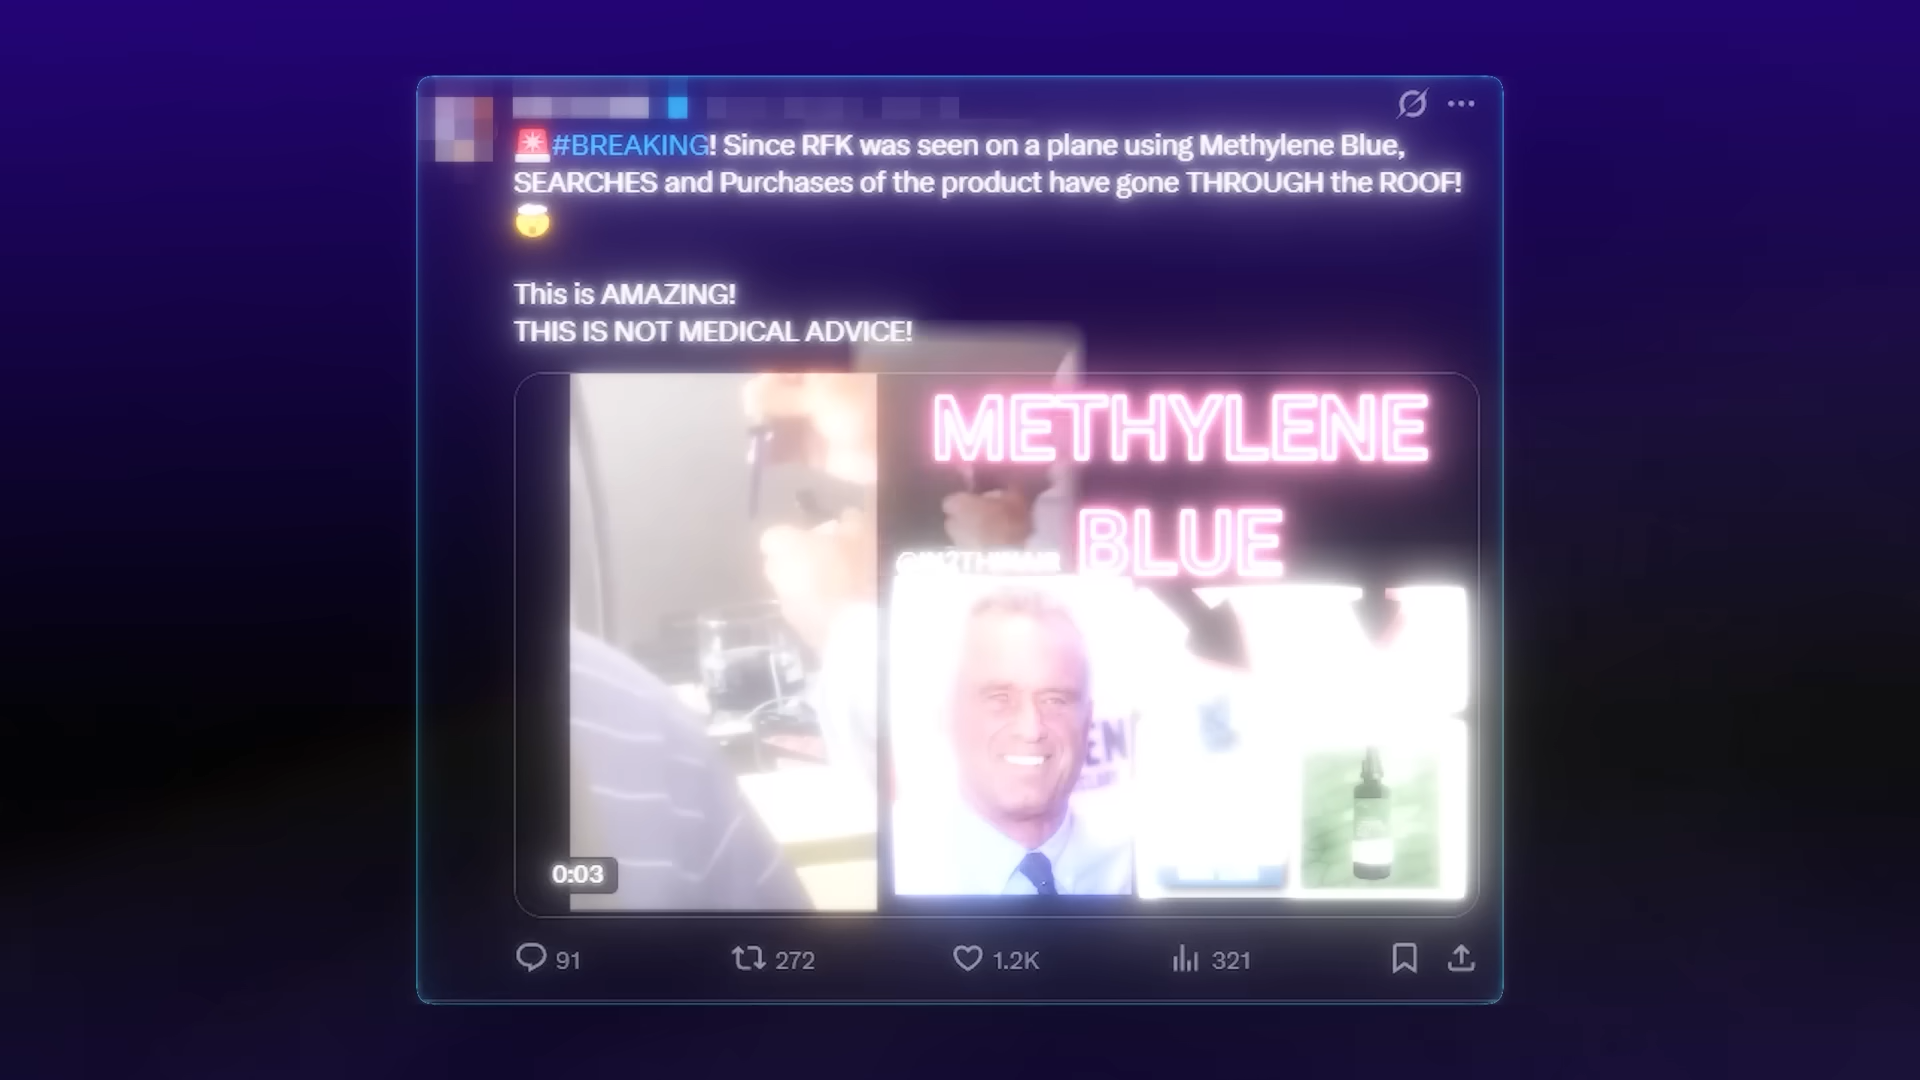 🚨#BREAKING! Since RFK was seen on a plane using Methylene Blue,
SEARCHES and Purchases of the product have gone THROUGH the ROOF!
🤯
This is AMAZING!
THIS IS NOT MEDICAL ADVICE!
METHYLENE
BLUE
0:03
91 272 1.2K 321